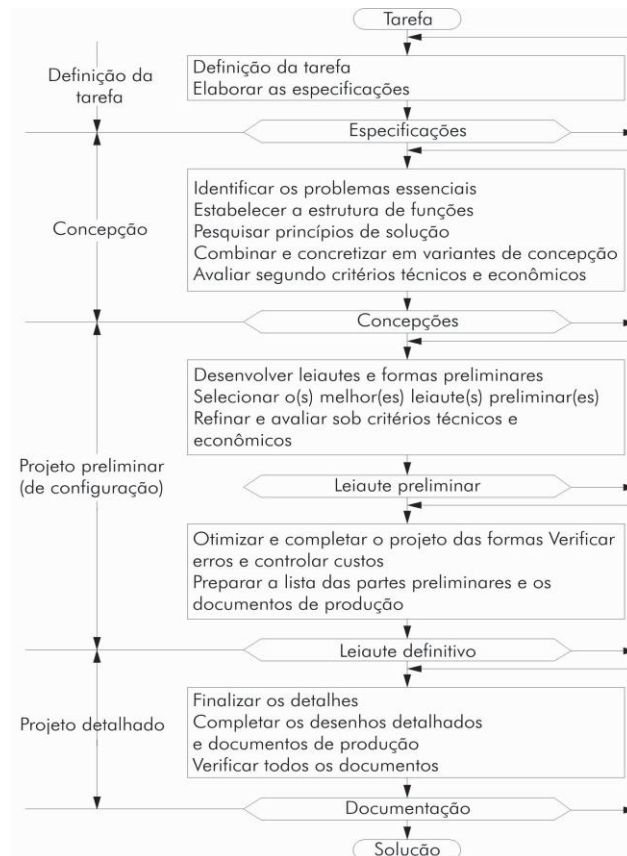 Tarefa
Definição da
tarefa
Definição da tarefa
Elaborar as especificações
Especificações
Concepção
Identificar os problemas essenciais
Estabelecer a estrutura de funções
Pesquisar princípios de solução
Combinar e concretizar em variantes de concepção
Avaliar segundo critérios técnicos e econômicos
Concepções
Projeto preliminar
(de configuração)
Desenvolver leiautes e formas preliminares
Selecionar o(s) melhor(es) leiaute(s) preliminar(es)
Refinar e avaliar sob critérios técnicos e
econômicos
Leiaute preliminar
Otimizar e completar o projeto das formas Verificar
erros e controlar custos
Preparar a lista das partes preliminares e os
documentos de produção
Leiaute definitivo
Projeto detalhado
Finalizar os detalhes
Completar os desenhos detalhados
e documentos de produção
Verificar todos os documentos
Documentação
Solução